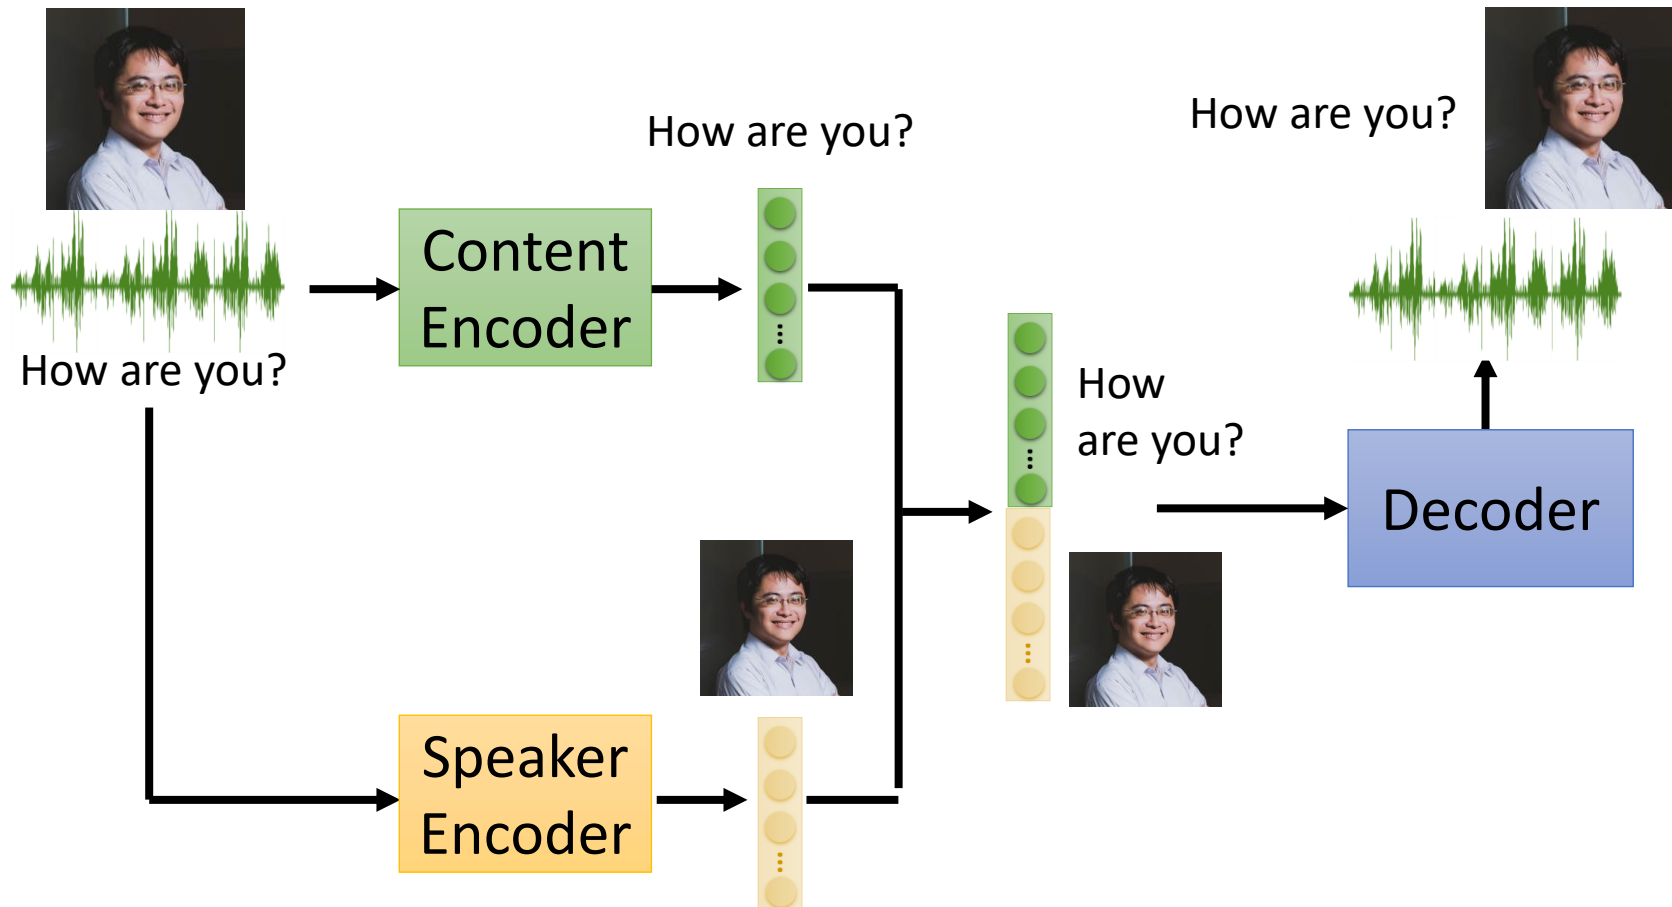 How are you?
How are you?
Content
Encoder
How are you?
How
are you?
Decoder
Speaker
Encoder